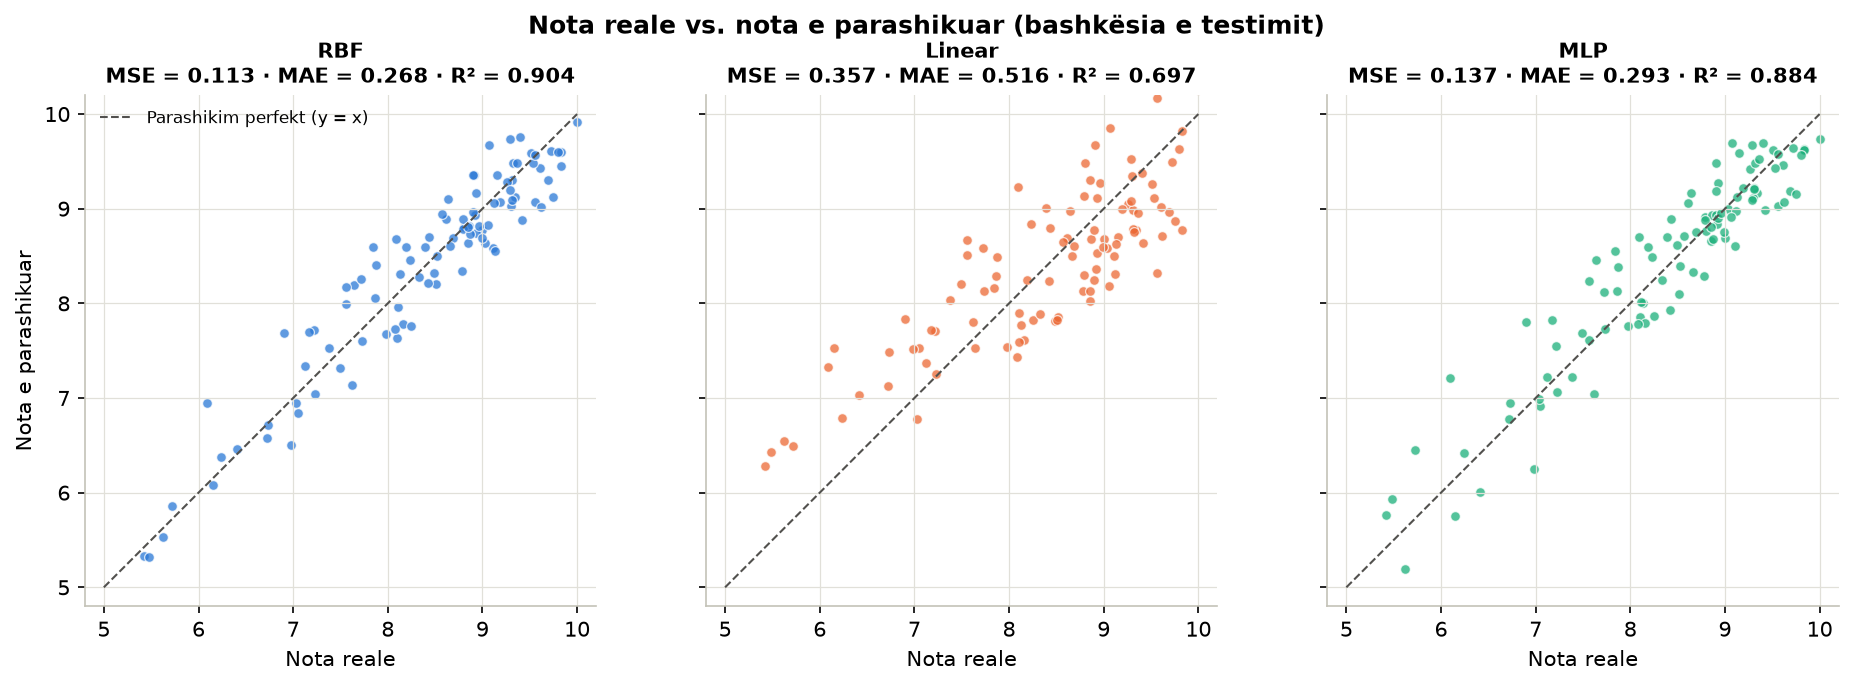 Nota reale vs. nota e parashikuar (bashkësia e testimit)
RBF
MSE = 0.113 · MAE = 0.268 · R² = 0.904
Linear
MSE = 0.357 · MAE = 0.516 · R² = 0.697
MLP
MSE = 0.137 · MAE = 0.293 · R² = 0.884
Parashikim perfekt (y = x)
Nota e parashikuar
10
9
8
7
6
5
5 6 7 8 9 10
Nota reale
5 6 7 8 9 10
Nota reale
5 6 7 8 9 10
Nota reale